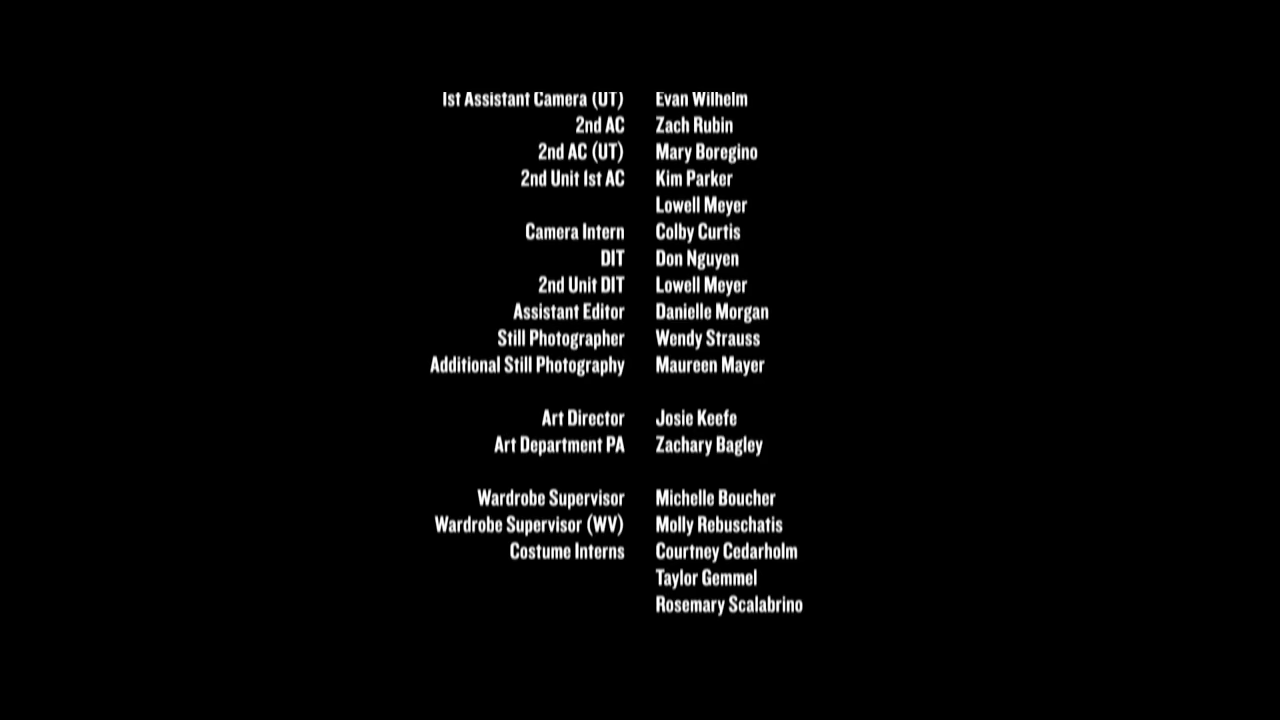 1st Assistant Camera (UT) Evan Wilhelm
2nd AC Zach Rubin
2nd AC (UT) Mary Boregino
2nd Unit 1st AC Kim Parker
Lowell Meyer
Camera Intern Colby Curtis
DIT Don Nguyen
2nd Unit DIT Lowell Meyer
Assistant Editor Danielle Morgan
Still Photographer Wendy Strauss
Additional Still Photography Maureen Mayer
Art Director Josie Keefe
Art Department PA Zachary Bagley
Wardrobe Supervisor Michelle Boucher
Wardrobe Supervisor (WV) Molly Rebuschatis
Costume Interns Courtney Cedarholm
Taylor Gemmel
Rosemary Scalabrino